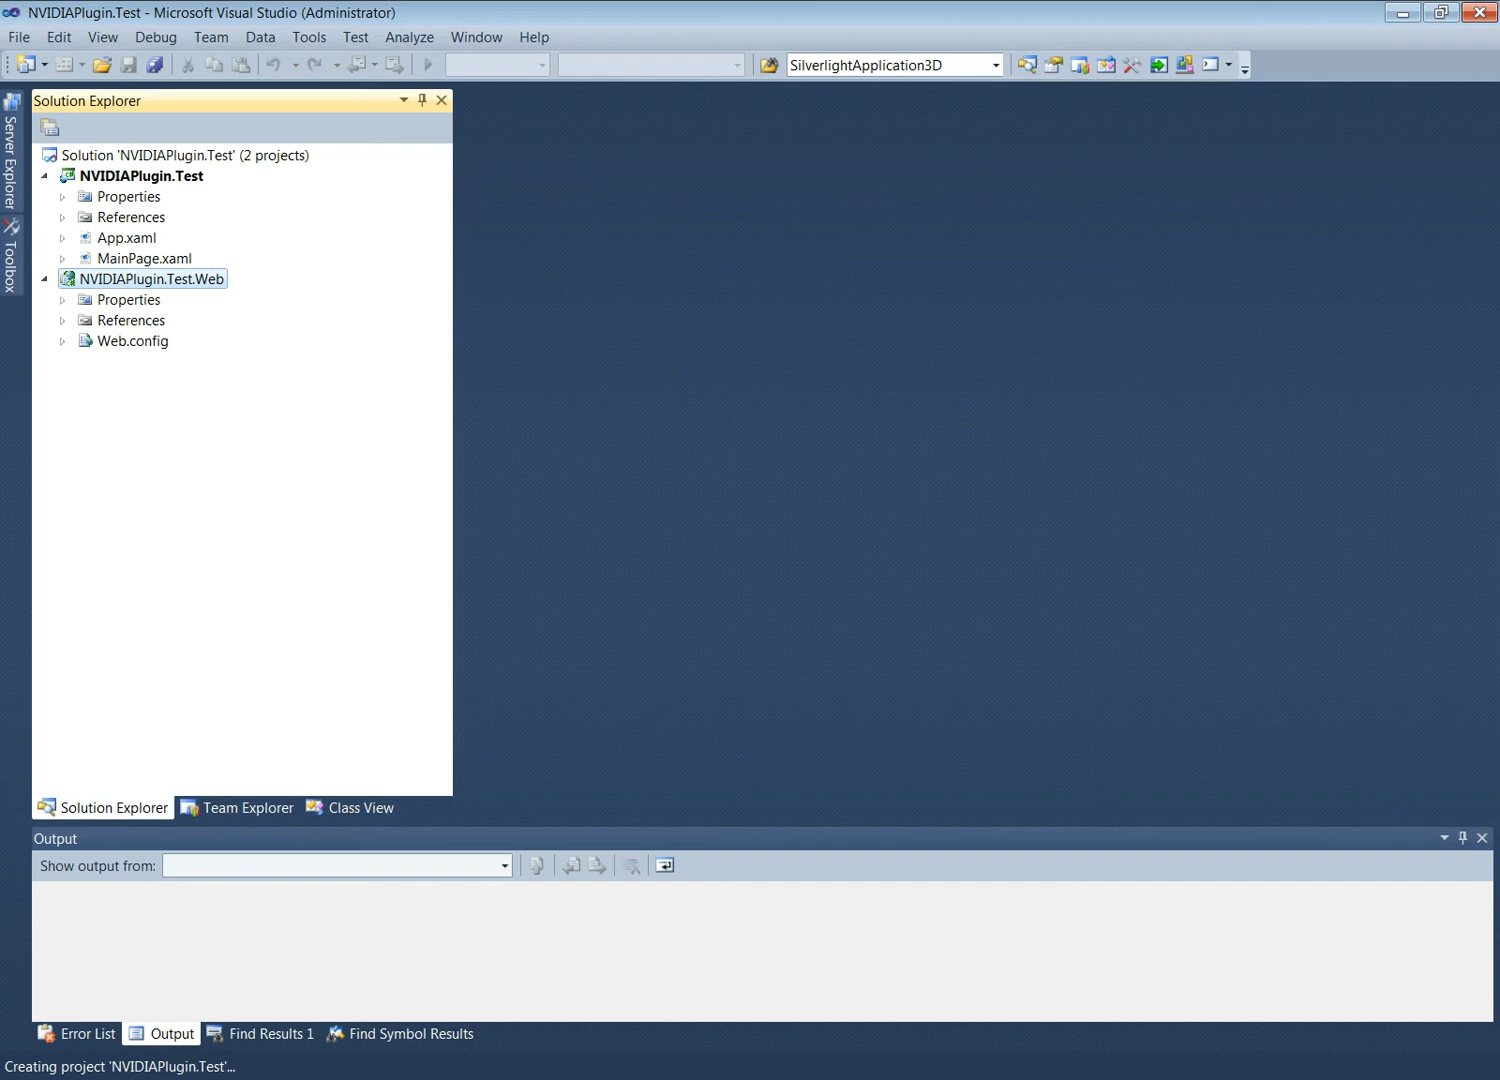 NVIDIAPlugin.Test - Microsoft Visual Studio (Administrator)
File Edit View Debug Team Data Tools Test Analyze Window Help
SilverlightApplication3D
Server Explorer
Toolbox
Solution Explorer
Solution 'NVIDIAPlugin.Test' (2 projects)
NVIDIAPlugin.Test
Properties
References
App.xaml
MainPage.xaml
NVIDIAPlugin.Test.Web
Properties
References
Web.config
Solution Explorer Team Explorer Class View
Output
Show output from:
Error List Output Find Results 1 Find Symbol Results
Creating project 'NVIDIAPlugin.Test'...